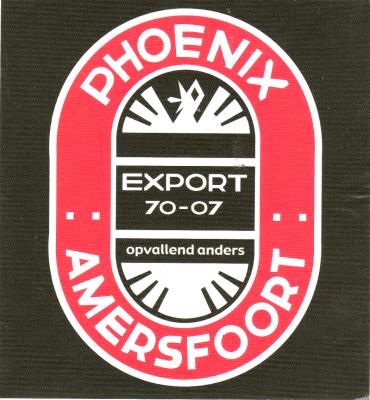 PHOENIX
EXPORT
70-07
opvallend anders
AMERSFOORT